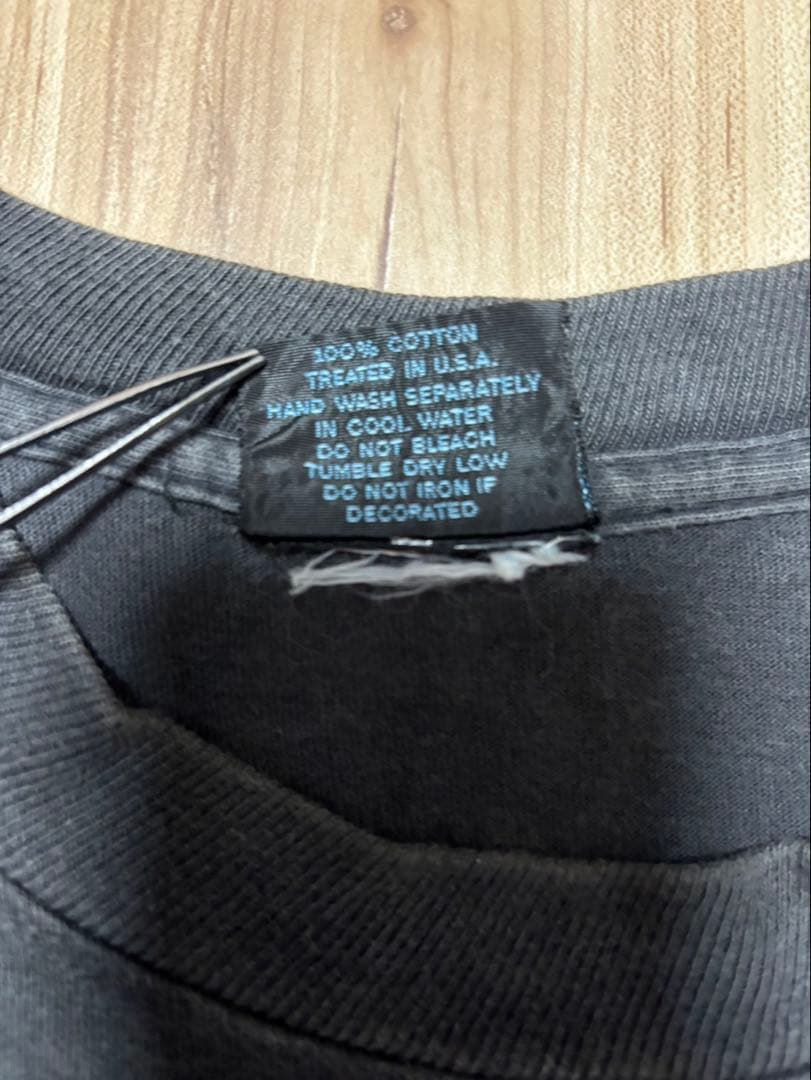 100% COTTON
TREATED IN U.S.A.
HAND WASH SEPARATELY
IN COOL WATER
DO NOT BLEACH
TUMBLE DRY LOW
DO NOT IRON IF
DECORATED